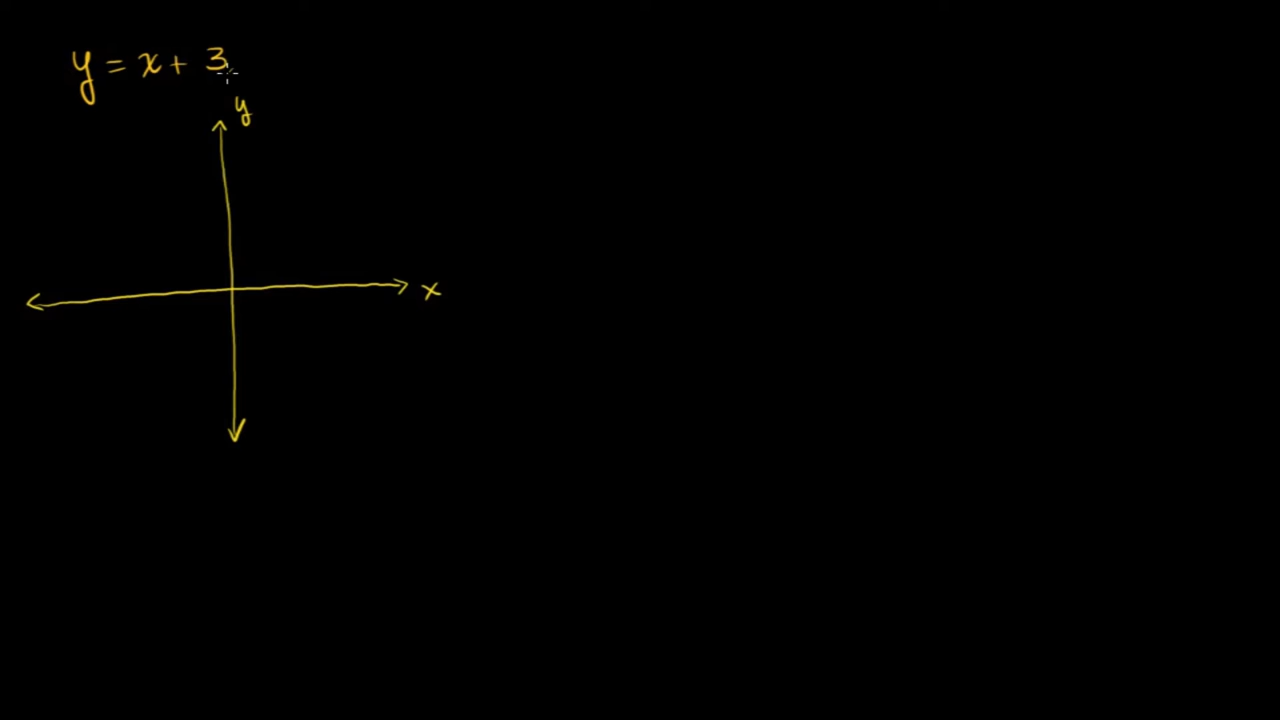 y = x + 3
y
x